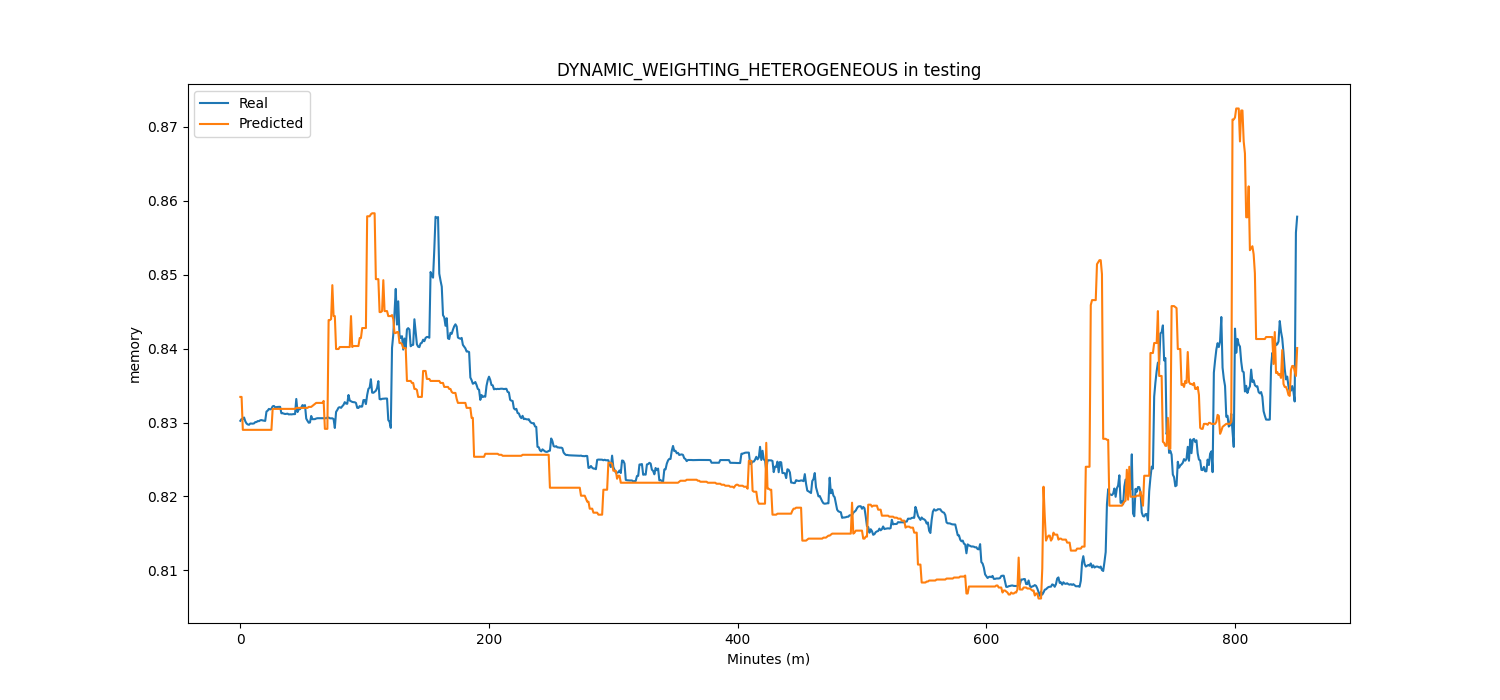 DYNAMIC_WEIGHTING_HETEROGENEOUS in testing
Real
Predicted
0.87
0.86
0.85
0.84
0.83
0.82
0.81
memory
0 200 400 600 800
Minutes (m)